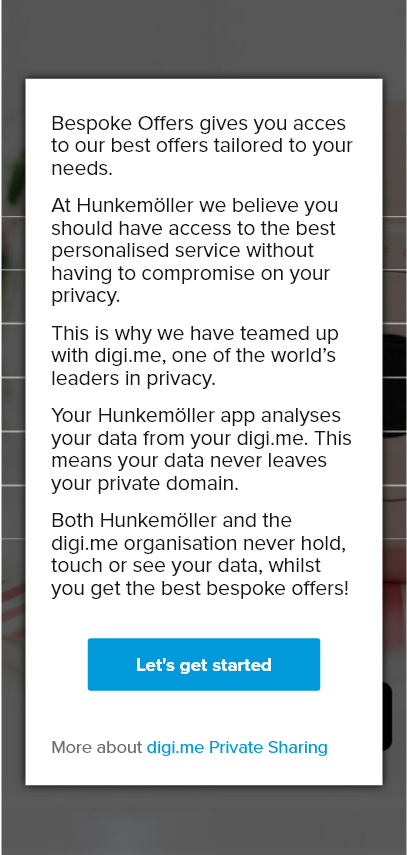 Bespoke Offers gives you acces
to our best offers tailored to your
needs.
At Hunkemöller we believe you
should have access to the best
personalised service without
having to compromise on your
privacy.
This is why we have teamed up
with digi.me, one of the world’s
leaders in privacy.
Your Hunkemöller app analyses
your data from your digi.me. This
means your data never leaves
your private domain.
Both Hunkemöller and the
digi.me organisation never hold,
touch or see your data, whilst
you get the best bespoke offers!
Let's get started
More about digi.me Private Sharing